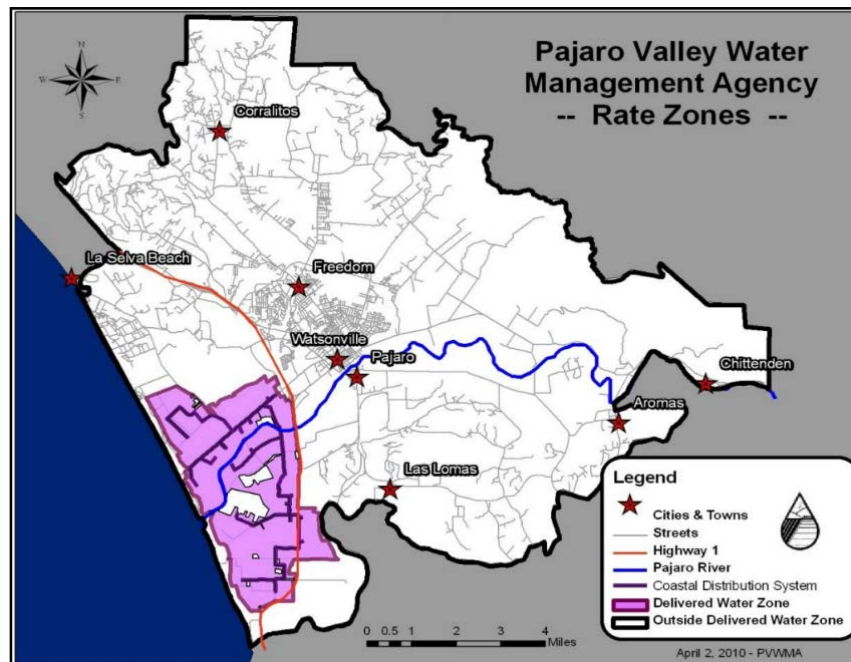 Pajaro Valley Water
Management Agency
-- Rate Zones --
N
W
E
S
Corralitos
La Selva Beach
Freedom
Watsonville
Pajaro
Chittenden
Aromas
Las Lomas
Legend
Cities & Towns
Streets
Highway 1
Pajaro River
Coastal Distribution System
Delivered Water Zone
Outside Delivered Water Zone
0 0.5 1 2 3 4
Miles
April 2, 2010 - PVWMA